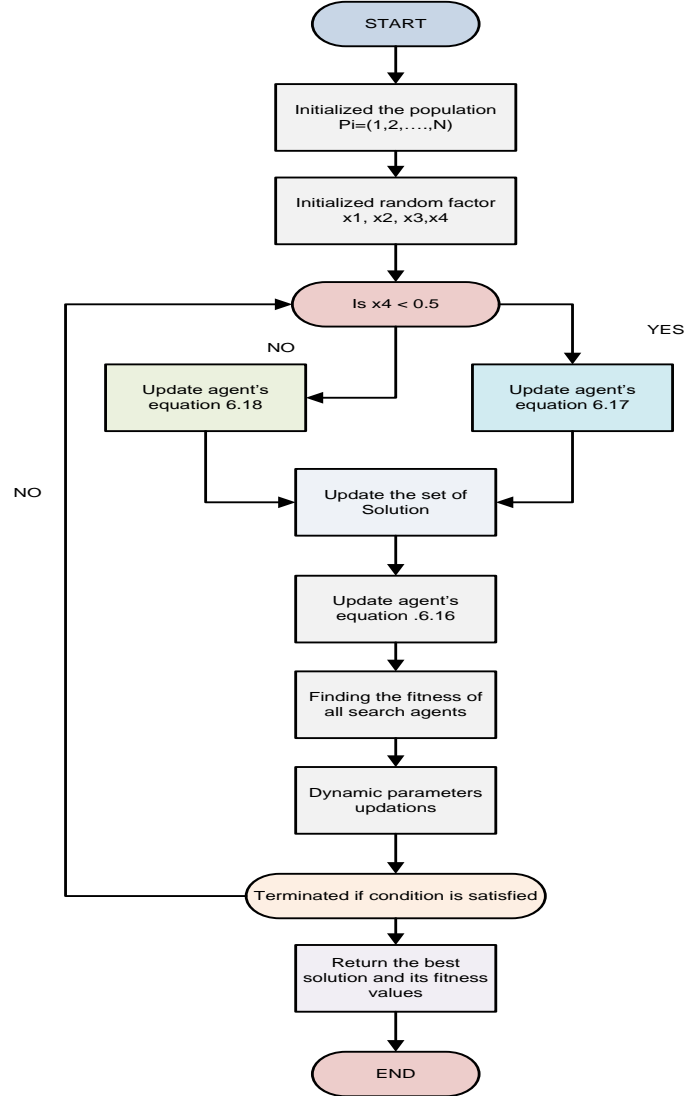 START
Initialized the population
Pi=(1,2,....,N)
Initialized random factor
x1, x2, x3,x4
Is x4 < 0.5
YES
NO
Update agent's
equation 6.18
Update agent's
equation 6.17
NO
Update the set of
Solution
Update agent's
equation .6.16
Finding the fitness of
all search agents
Dynamic parameters
updations
Terminated if condition is satisfied
Return the best
solution and its fitness
values
END